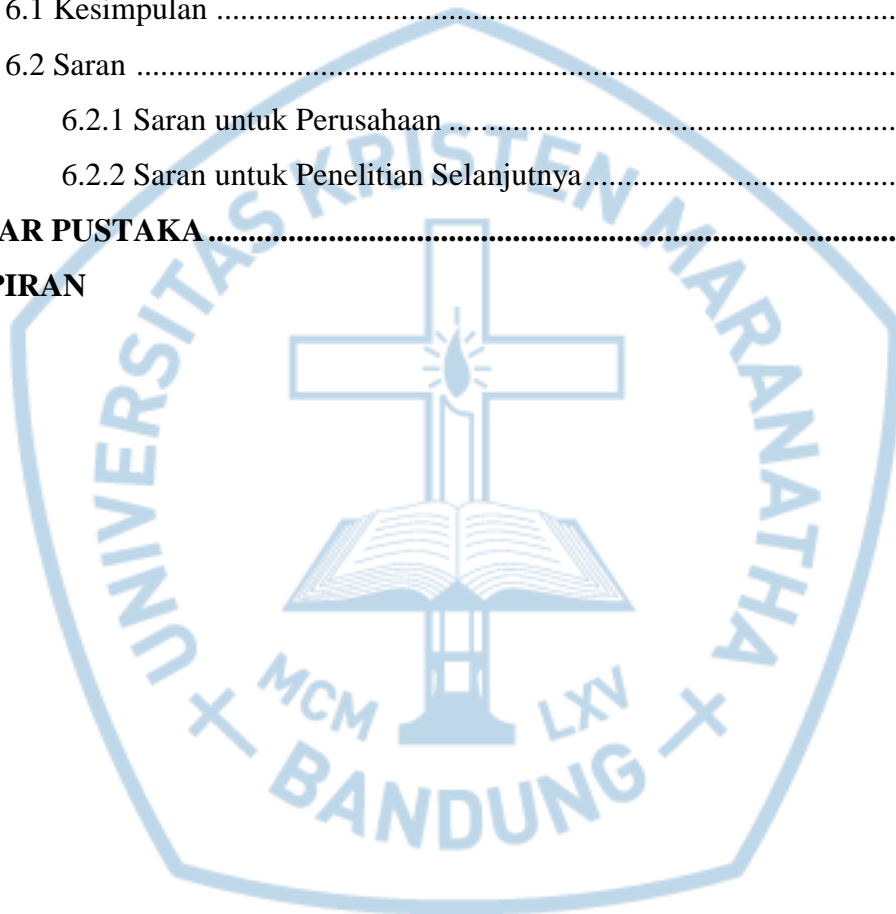 6.1 Kesimpulan ....................................................................................
6.2 Saran ..............................................................................................
6.2.1 Saran untuk Perusahaan ........................................................
6.2.2 Saran untuk Penelitian Selanjutnya.......................................
AR PUSTAKA.....................................................................................
PIRAN
UNIVERSITAS KRISTEN MARANATHA
MCM LXV
BANDUNG